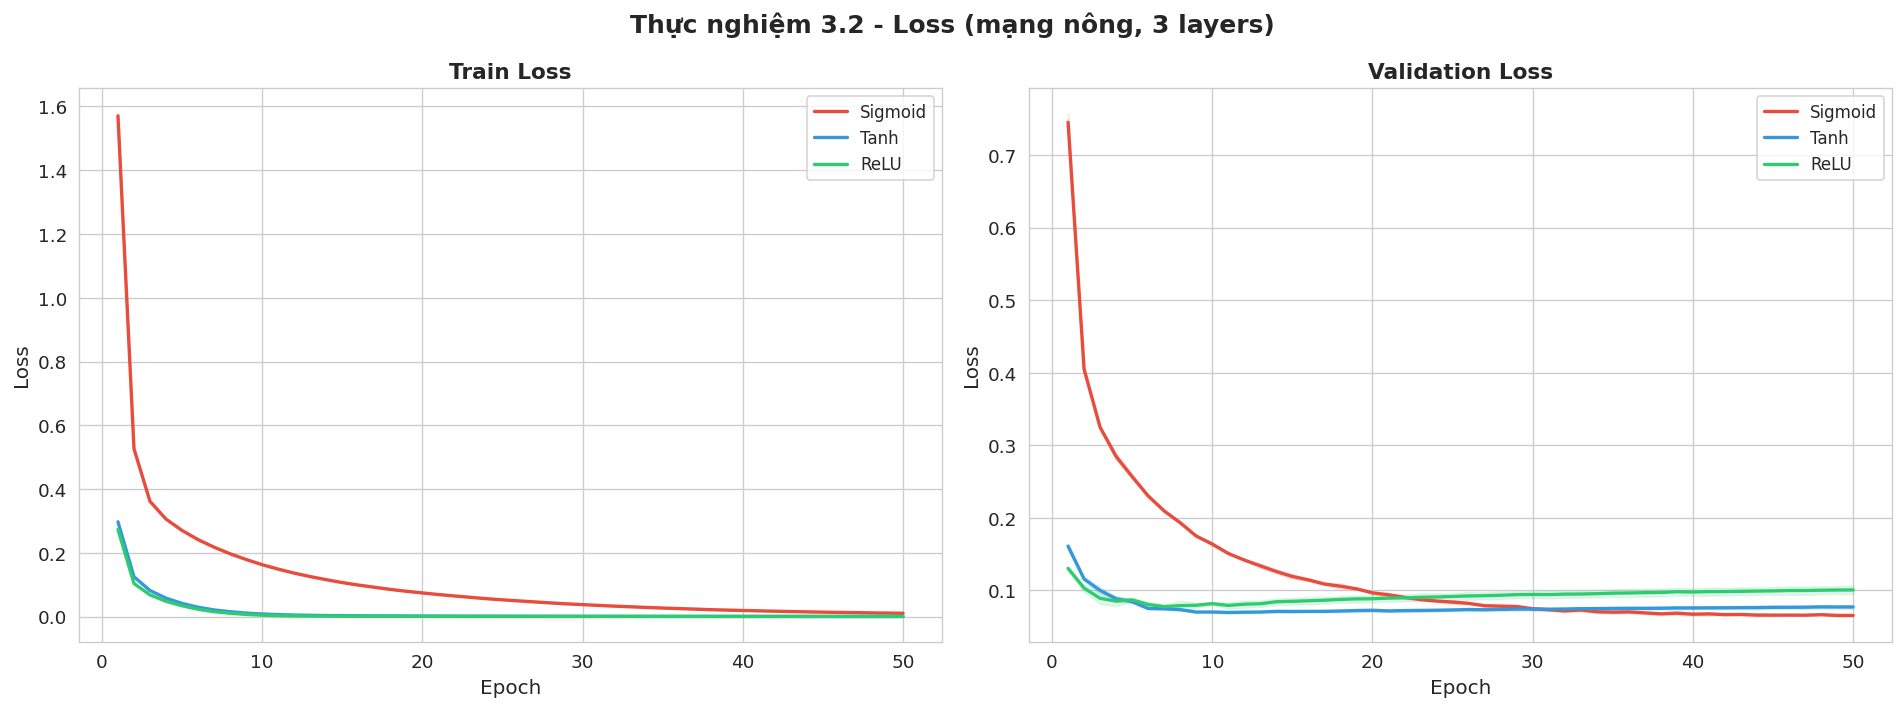 Thực nghiệm 3.2 - Loss (mạng nông, 3 layers)
Train Loss
Loss
1.6
1.4
1.2
1.0
0.8
0.6
0.4
0.2
0.0
Sigmoid
Tanh
ReLU
0 10 20 30 40 50
Epoch
Validation Loss
Loss
0.7
0.6
0.5
0.4
0.3
0.2
0.1
Sigmoid
Tanh
ReLU
0 10 20 30 40 50
Epoch